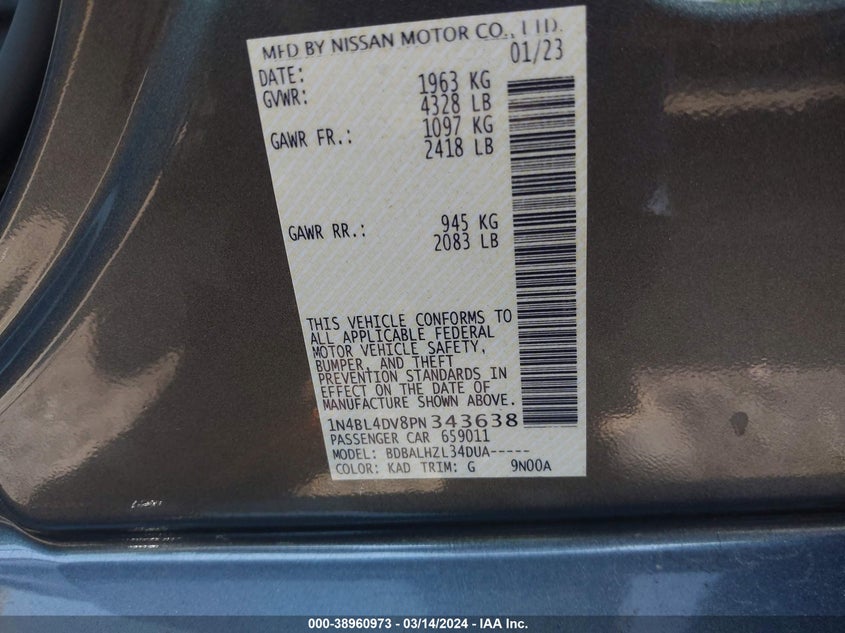 MFD BY NISSAN MOTOR CO., LTD.
DATE: 01/23
GVWR: 1963 KG
4328 LB
GAWR FR.: 1097 KG
2418 LB
GAWR RR.: 945 KG
2083 LB
THIS VEHICLE CONFORMS TO
ALL APPLICABLE FEDERAL
MOTOR VEHICLE SAFETY,
BUMPER, AND THEFT
PREVENTION STANDARDS IN
EFFECT ON THE DATE OF
MANUFACTURE SHOWN ABOVE.
1N4BL4DV8PN343638
PASSENGER CAR 659011
MODEL: BDBALHZL34DUA-----
COLOR: KAD TRIM: G 9N00A
000-38960973 - 03/14/2024 - IAA Inc.